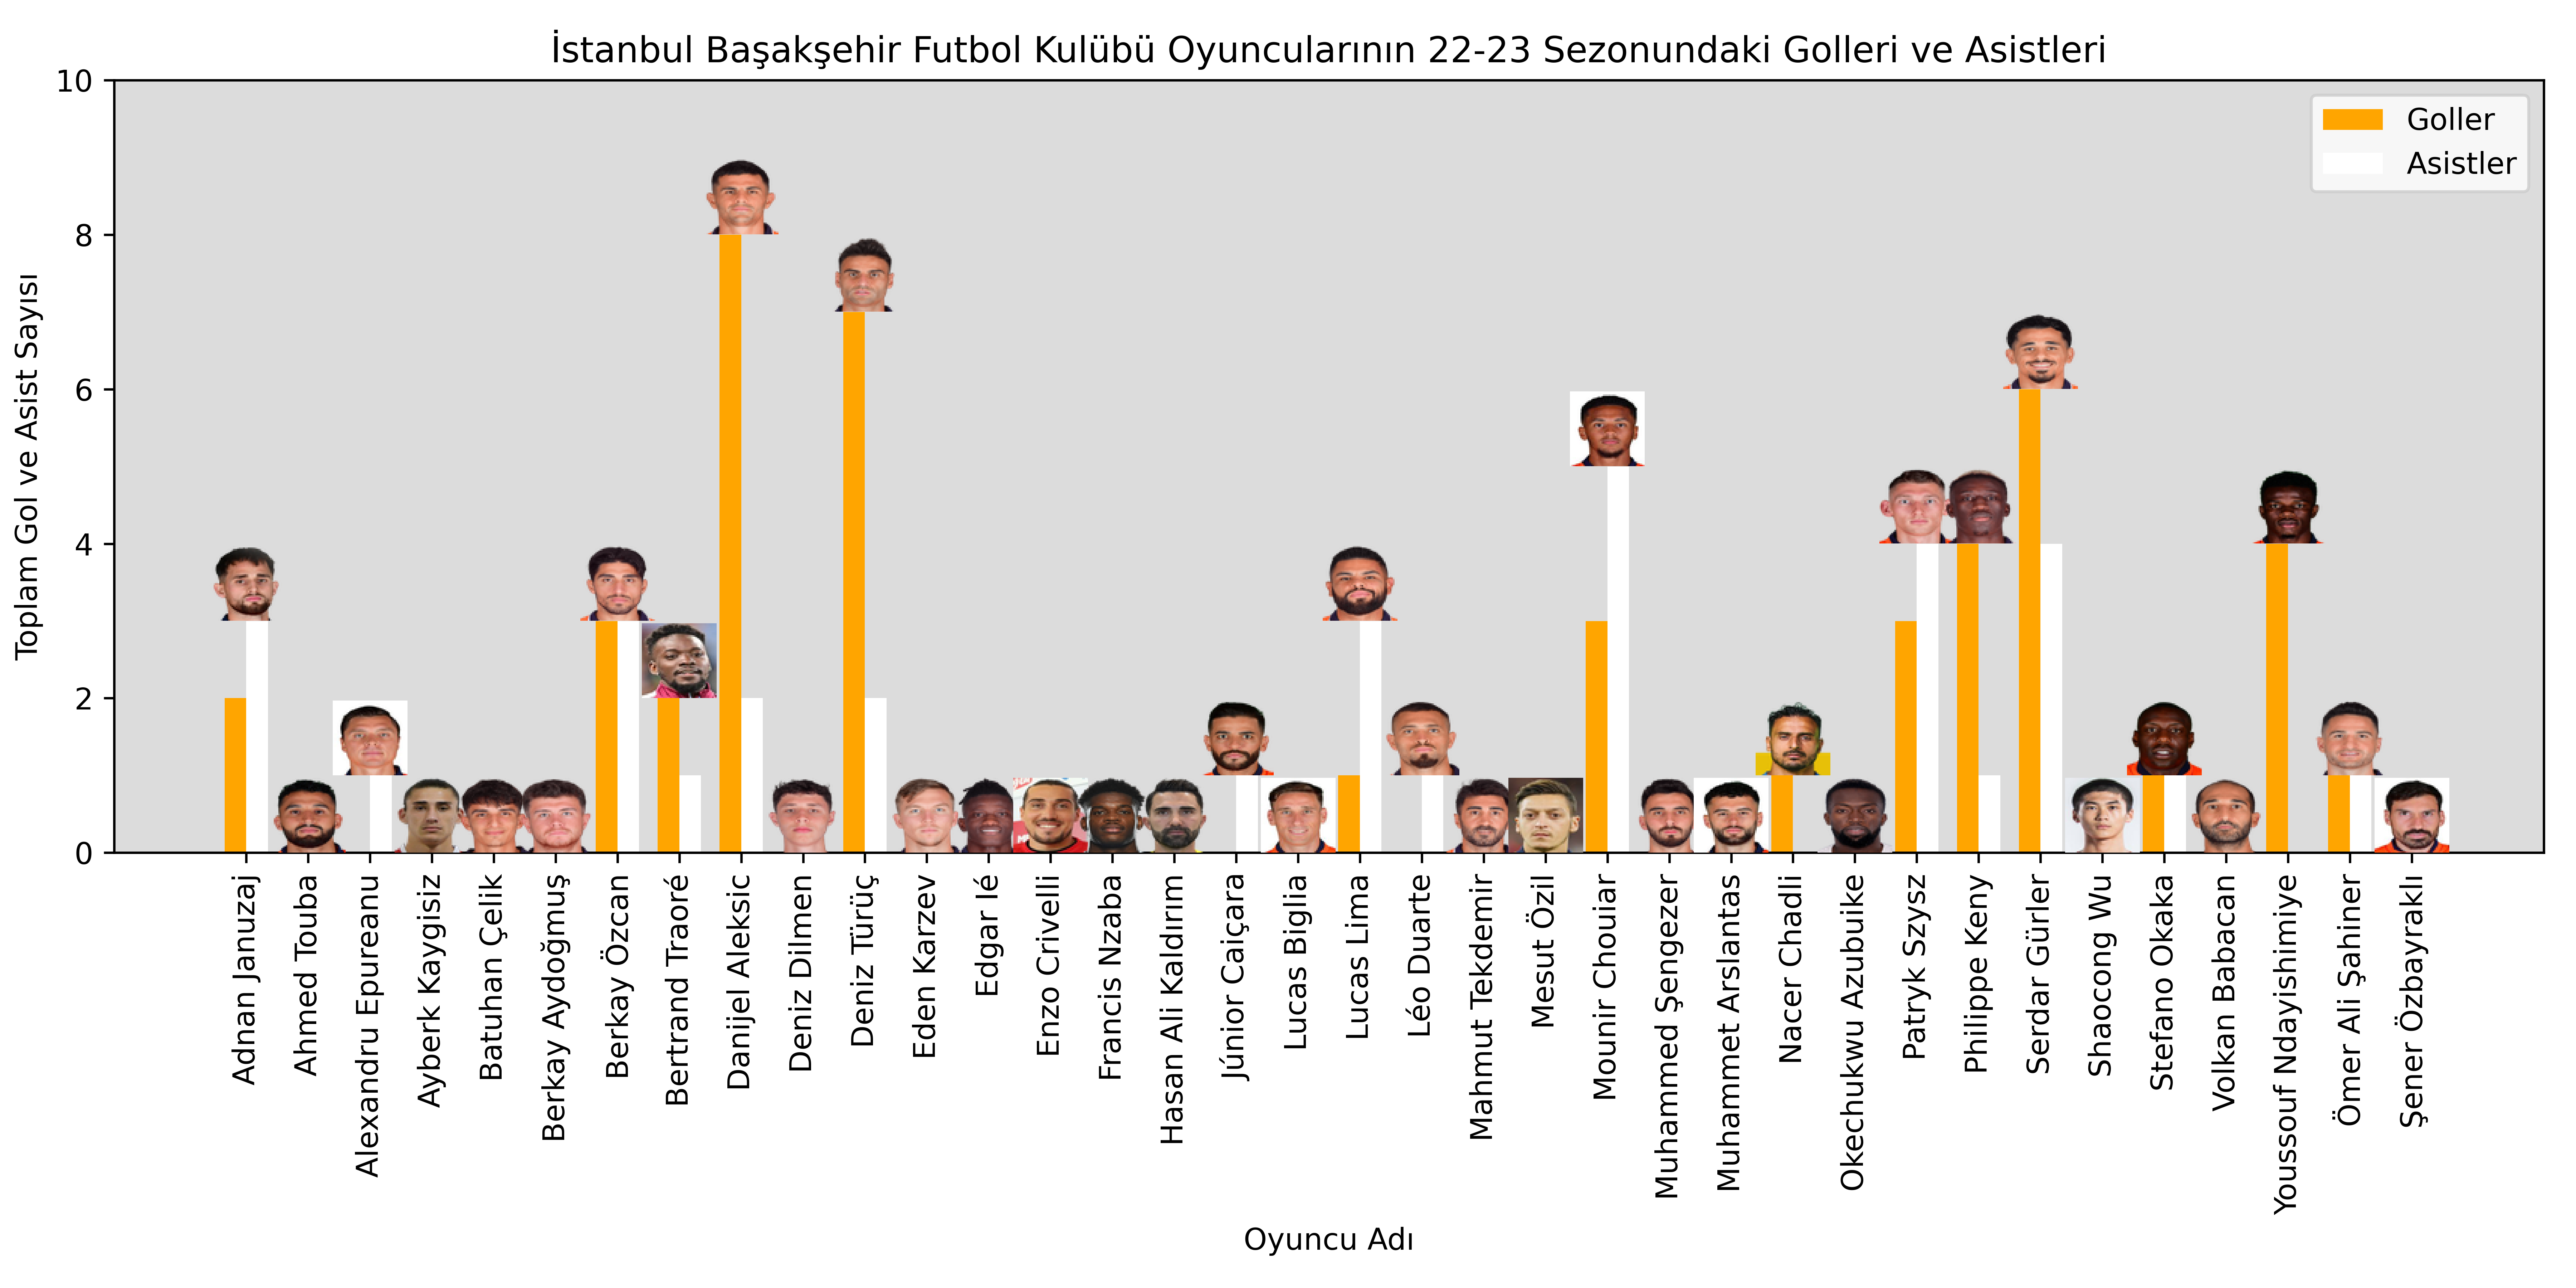 İstanbul Başakşehir Futbol Kulübü Oyuncularının 22-23 Sezonundaki Golleri ve Asistleri
Toplam Gol ve Asist Sayısı
10
8
6
4
2
0
Goller
Asistler
Adnan Januzaj
Ahmed Touba
Alexandru Epureanu
Ayberk Kaygisiz
Batuhan Çelik
Berkay Aydoğmuş
Berkay Özcan
Bertrand Traoré
Danijel Aleksic
Deniz Dilmen
Deniz Türüç
Eden Karzev
Edgar Ié
Enzo Crivelli
Francis Nzaba
Hasan Ali Kaldırım
Júnior Caiçara
Lucas Biglia
Lucas Lima
Léo Duarte
Mahmut Tekdemir
Mesut Özil
Mounir Chouiar
Muhammed Şengezer
Muhammet Arslantas
Nacer Chadli
Okechukwu Azubuike
Patryk Szysz
Philippe Keny
Serdar Gürler
Shaocong Wu
Stefano Okaka
Volkan Babacan
Youssouf Ndayishimiye
Ömer Ali Şahiner
Şener Özbayraklı
Oyuncu Adı